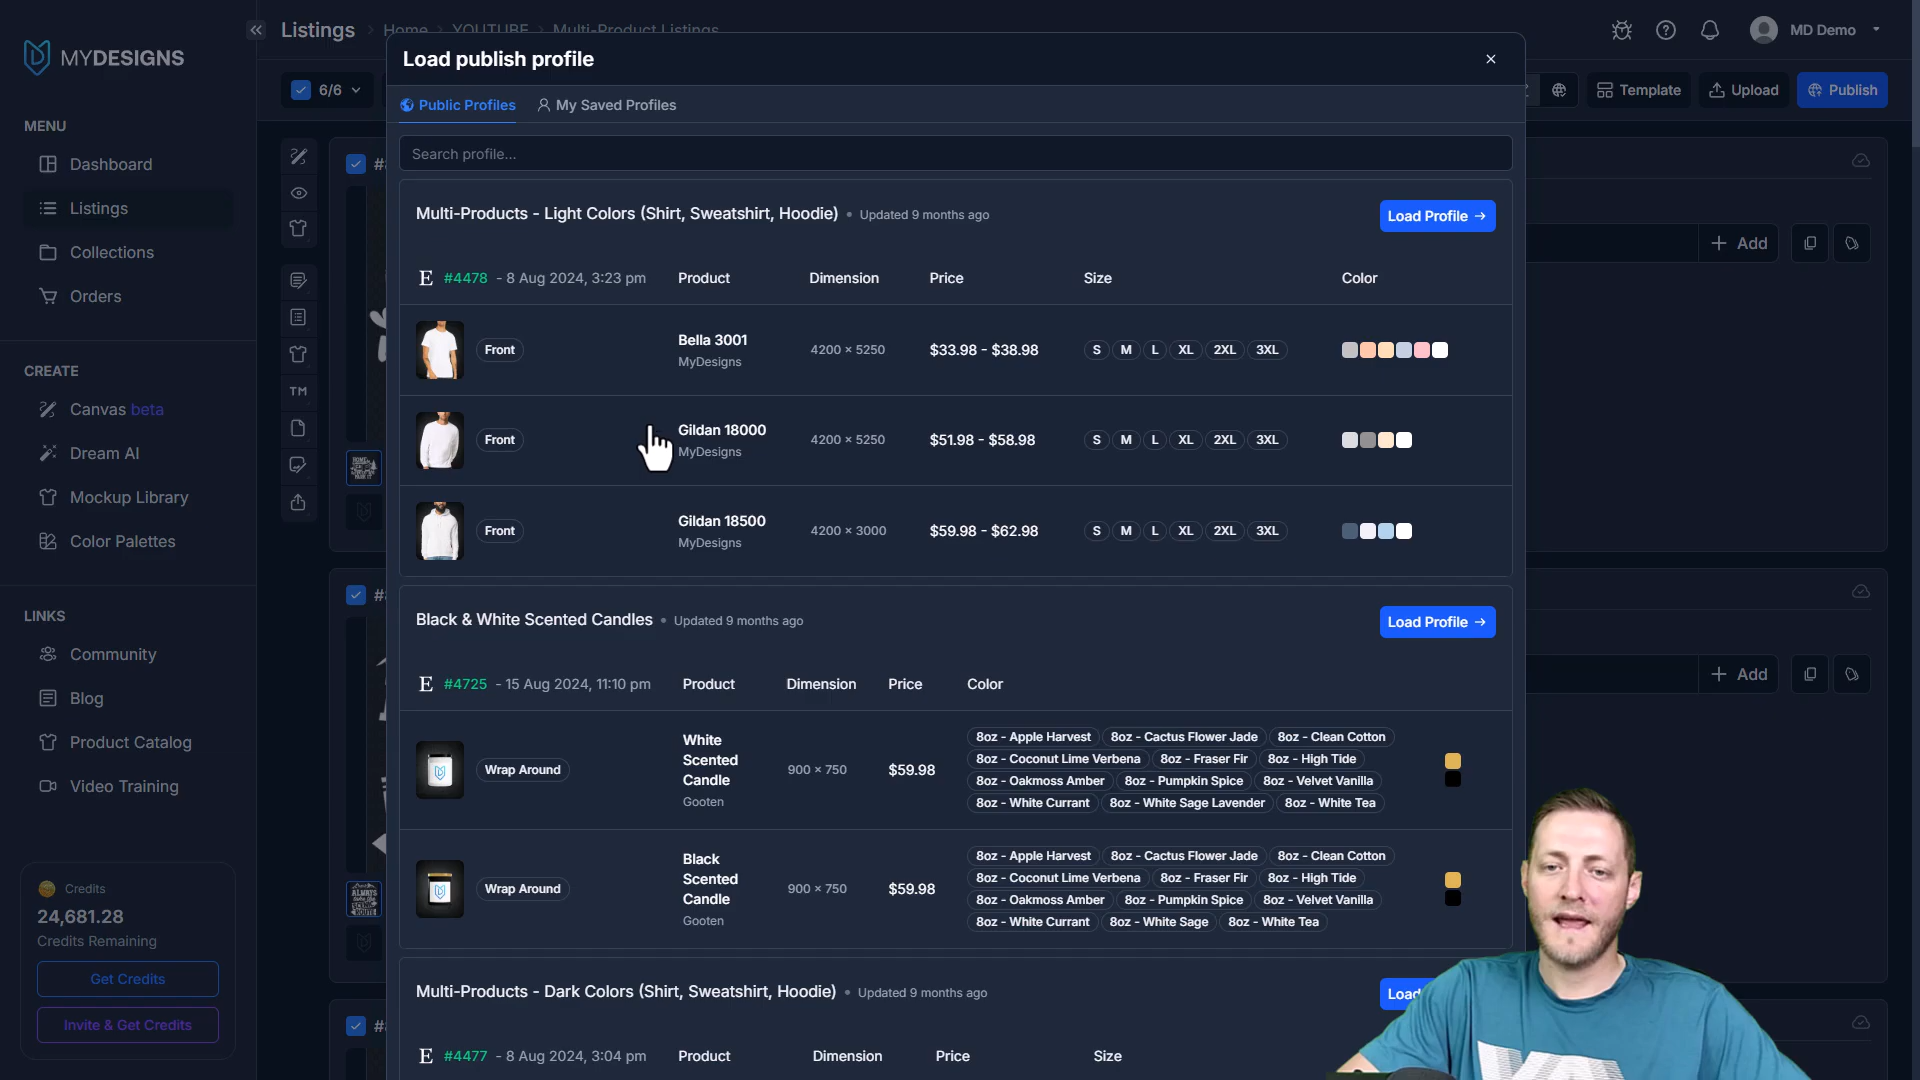 MYDESIGNS
MENU
Dashboard
Listings
Collections
Orders
CREATE
Canvas beta
Dream AI
Mockup Library
Color Palettes
LINKS
Community
Blog
Product Catalog
Video Training
Credits
24,681.28
Credits Remaining
Get Credits
Invite & Get Credits
Listings Home YOUTUBE Multi-Product Listings
MD Demo
6/6
Template Upload Publish
TM
Add
Add
Load publish profile
Public Profiles My Saved Profiles
Search profile...
Multi-Products - Light Colors (Shirt, Sweatshirt, Hoodie) • Updated 9 months ago
Load Profile →
E #4478 - 8 Aug 2024, 3:23 pm Product Dimension Price Size Color
Front Bella 3001 4200 × 5250 $33.98 - $38.98 S M L XL 2XL 3XL
MyDesigns
Front Gildan 18000 4200 × 5250 $51.98 - $58.98 S M L XL 2XL 3XL
MyDesigns
Front Gildan 18500 4200 × 3000 $59.98 - $62.98 S M L XL 2XL 3XL
MyDesigns
Black & White Scented Candles • Updated 9 months ago
Load Profile →
E #4725 - 15 Aug 2024, 11:10 pm Product Dimension Price Color
Wrap Around
White
Scented
Candle
Gooten
900 × 750 $59.98
8oz - Apple Harvest 8oz - Cactus Flower Jade 8oz - Clean Cotton
8oz - Coconut Lime Verbena 8oz - Fraser Fir 8oz - High Tide
8oz - Oakmoss Amber 8oz - Pumpkin Spice 8oz - Velvet Vanilla
8oz - White Currant 8oz - White Sage Lavender 8oz - White Tea
Wrap Around
Black
Scented
Candle
Gooten
900 × 750 $59.98
8oz - Apple Harvest 8oz - Cactus Flower Jade 8oz - Clean Cotton
8oz - Coconut Lime Verbena 8oz - Fraser Fir 8oz - High Tide
8oz - Oakmoss Amber 8oz - Pumpkin Spice 8oz - Velvet Vanilla
8oz - White Currant 8oz - White Sage 8oz - White Tea
Multi-Products - Dark Colors (Shirt, Sweatshirt, Hoodie) • Updated 9 months ago
Load
E #4477 - 8 Aug 2024, 3:04 pm Product Dimension Price Size